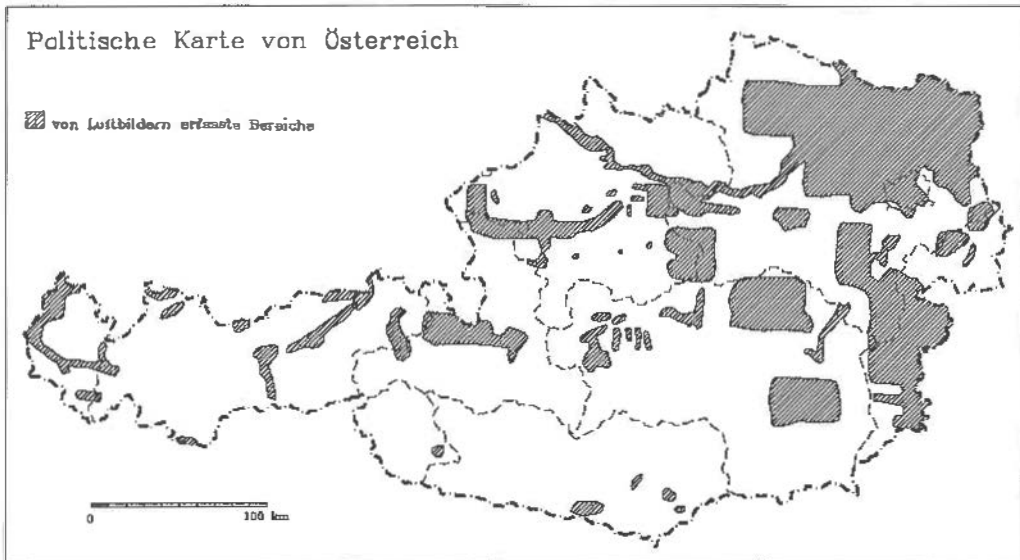 Politische Karte von Österreich
von Luftbildern erfasste Bereiche
0 100 km